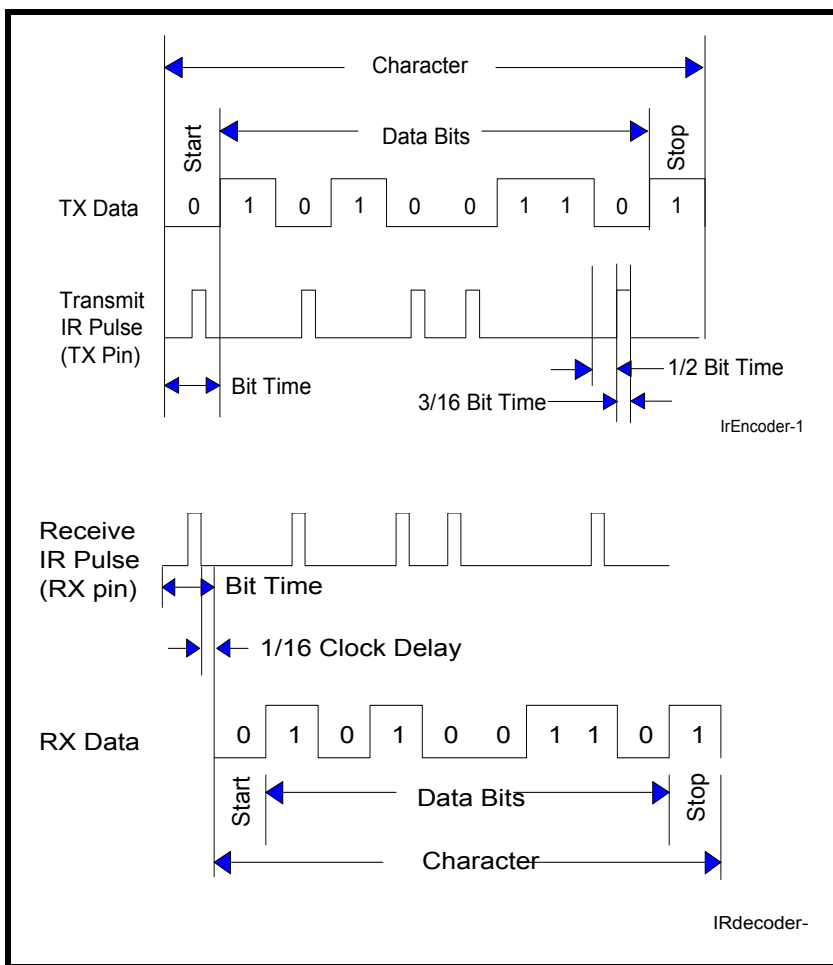 Character
Start
Data Bits
Stop
TX Data
0 1 0 1 0 0 1 1 0 1
Transmit
IR Pulse
(TX Pin)
Bit Time
1/2 Bit Time
3/16 Bit Time
IrEncoder-1
Receive
IR Pulse
(RX pin)
Bit Time
1/16 Clock Delay
RX Data
0 1 0 1 0 0 1 1 0 1
Start
Data Bits
Stop
Character
IRdecoder-